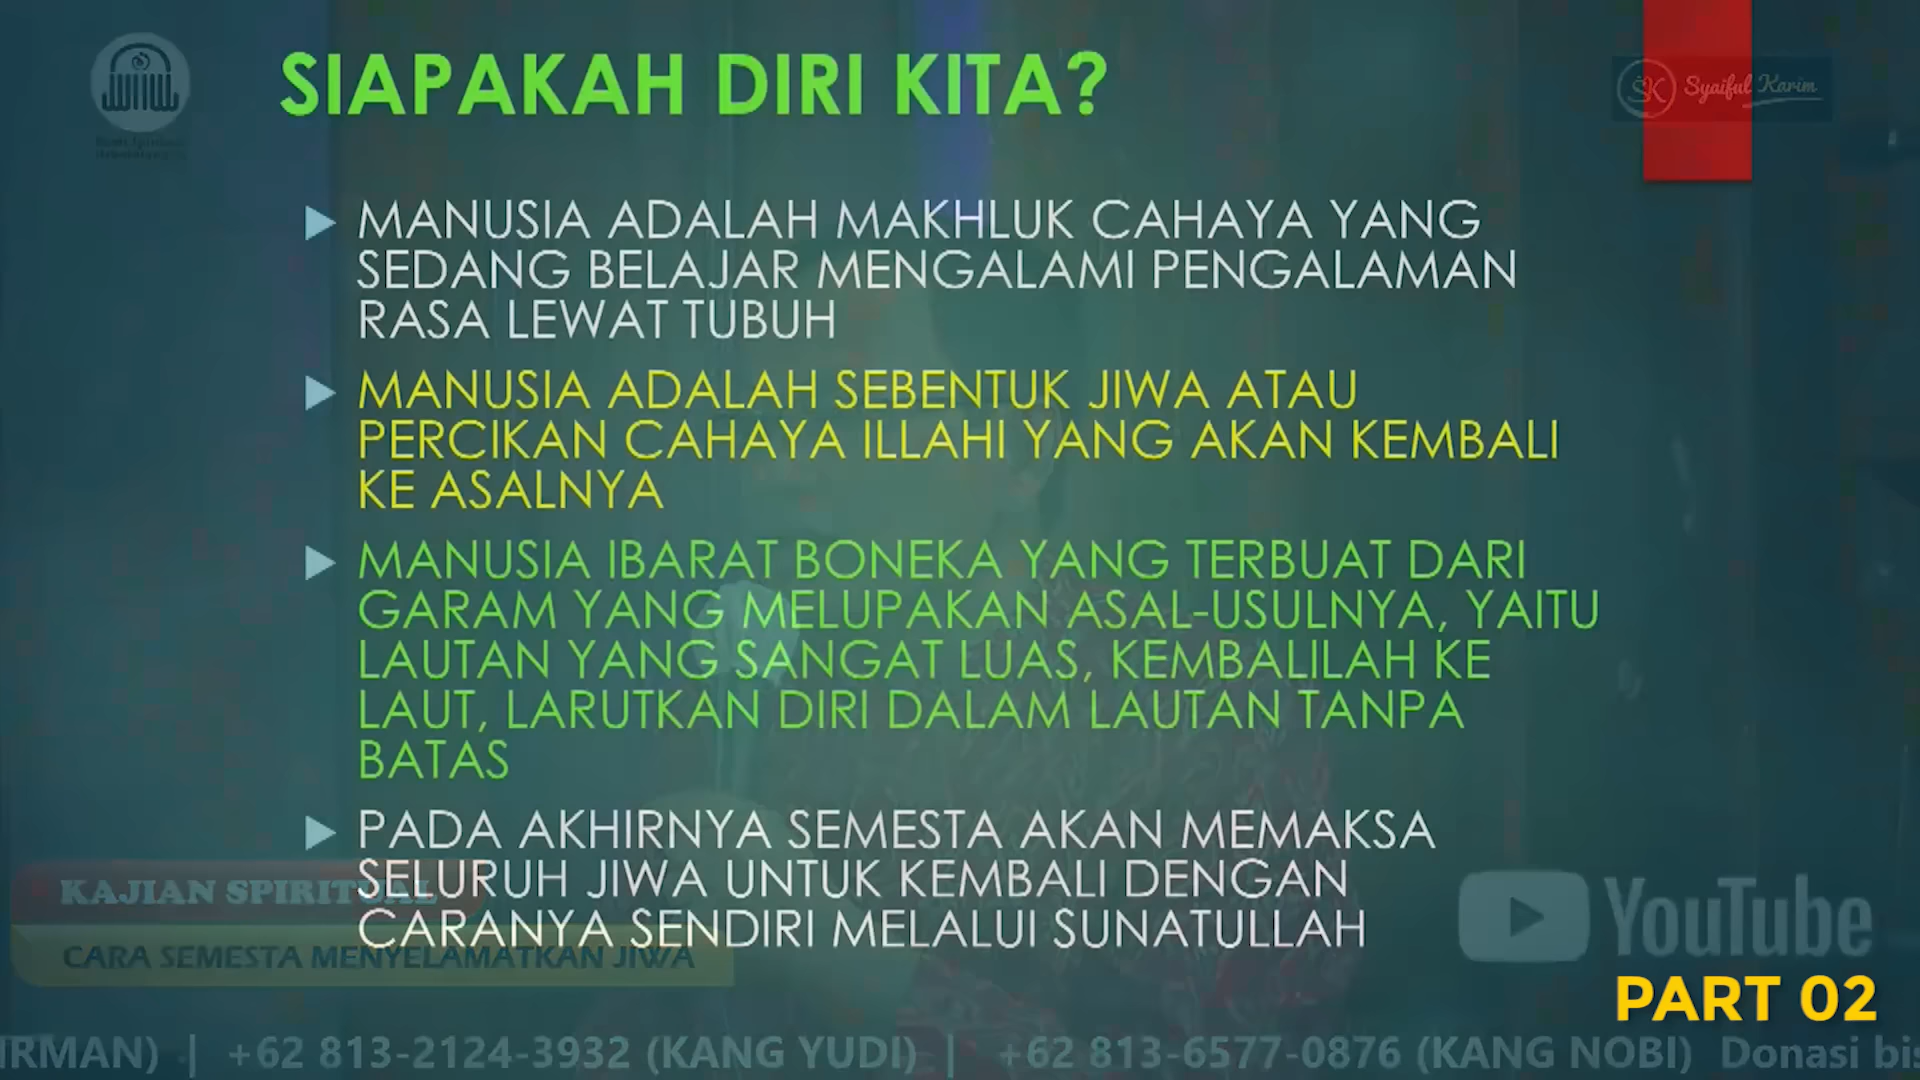 SIAPAKAH DIRI KITA?
SK Syaiful Karim
MANUSIA ADALAH MAKHLUK CAHAYA YANG
SEDANG BELAJAR MENGALAMI PENGALAMAN
RASA LEWAT TUBUH
MANUSIA ADALAH SEBENTUK JIWA ATAU
PERCIKAN CAHAYA ILLAHI YANG AKAN KEMBALI
KE ASALNYA
MANUSIA IBARAT BONEKA YANG TERBUAT DARI
GARAM YANG MELUPAKAN ASAL-USULNYA, YAITU
LAUTAN YANG SANGAT LUAS, KEMBALILAH KE
LAUT, LARUTKAN DIRI DALAM LAUTAN TANPA
BATAS
PADA AKHIRNYA SEMESTA AKAN MEMAKSA
SELURUH JIWA UNTUK KEMBALI DENGAN
CARANYA SENDIRI MELALUI SUNATULLAH
KAJIAN SPIRITUAL
CARA SEMESTA MENYELAMATKAN JIWA
YouTube
PART 02
IRMAN) | +62 813-2124-3932 (KANG YUDI) | +62 813-6577-0876 (KANG NOBI) Donasi bis